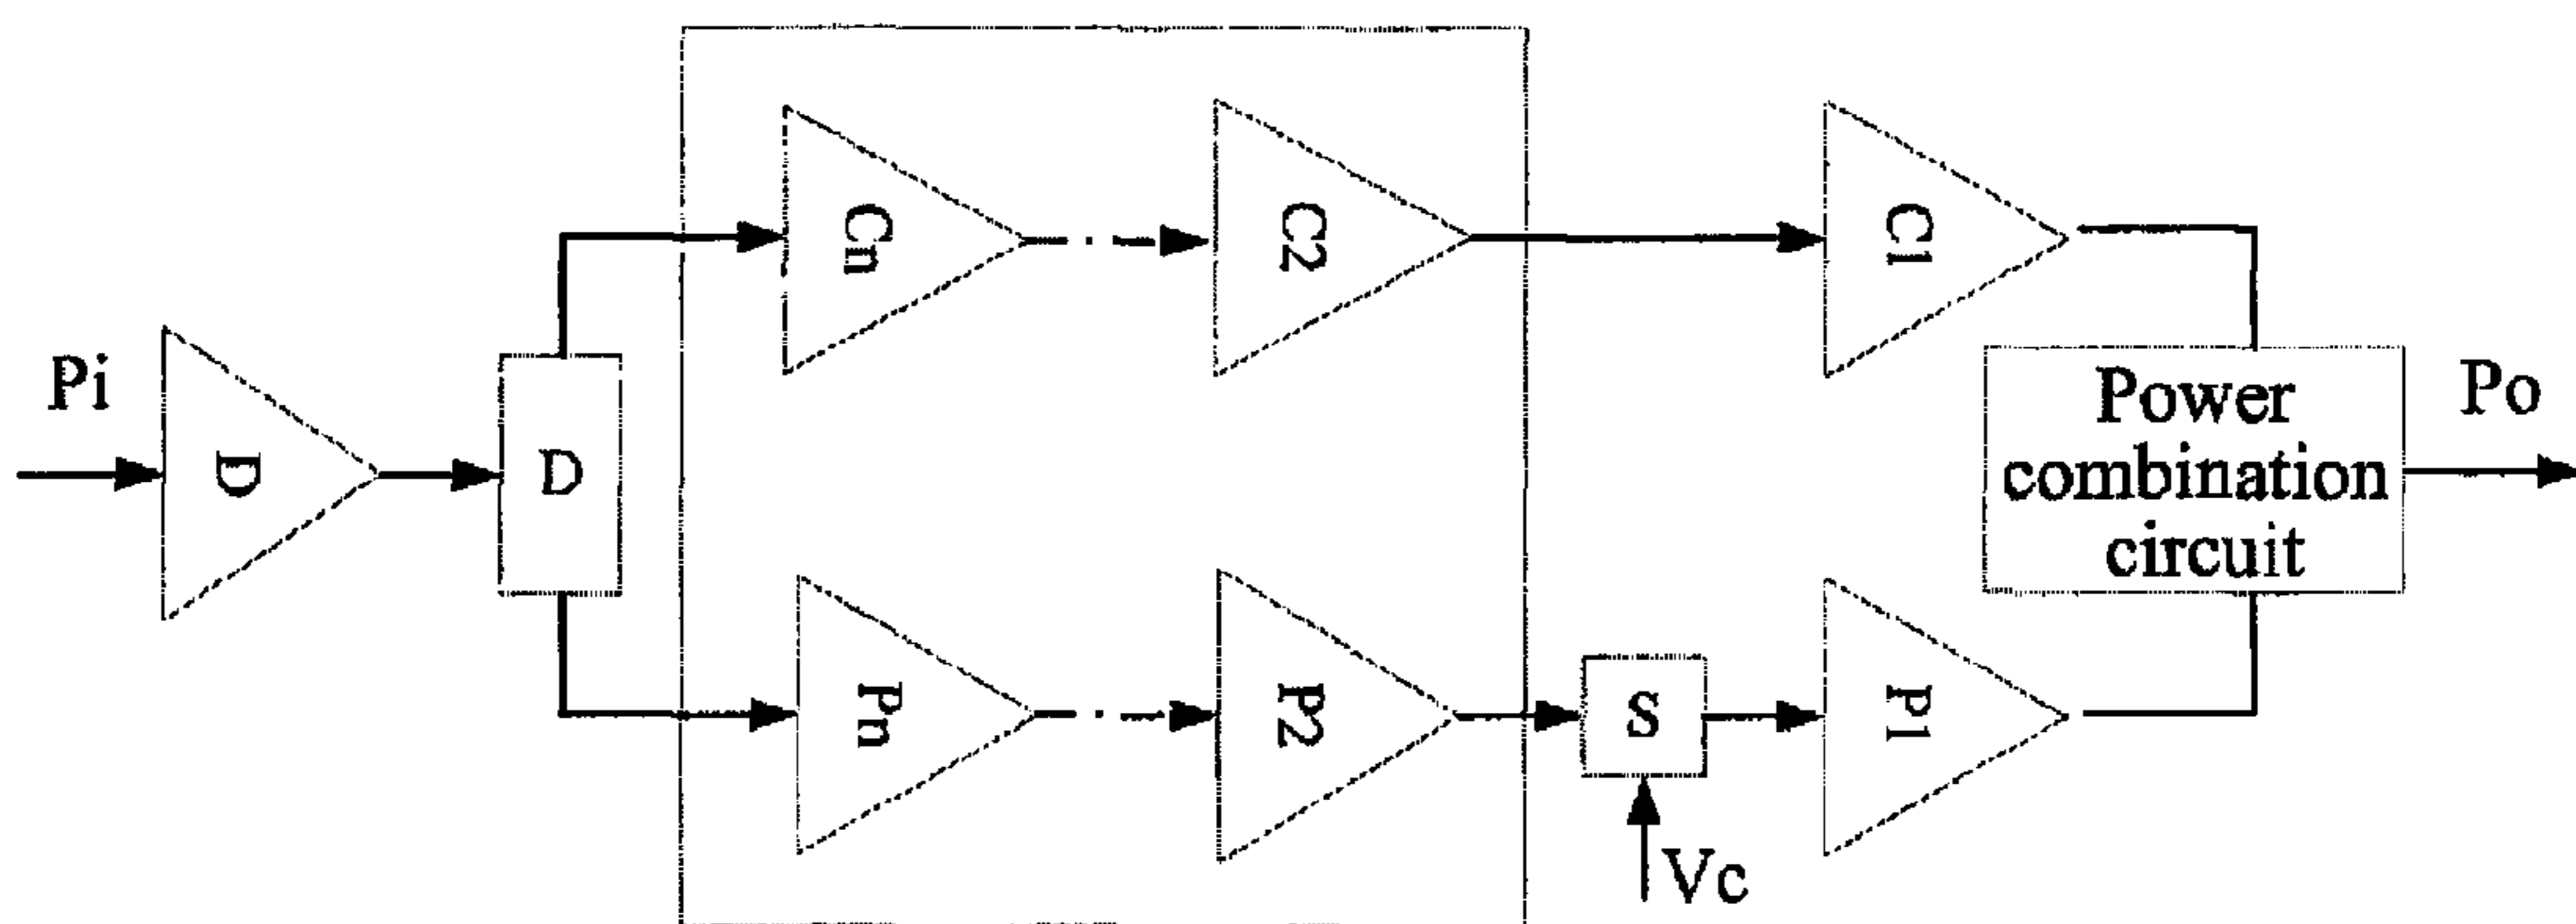 Cn
C2
C1
Pi
D
D
Power
combination
circuit
Po
Pn
P2
S
P1
Vc